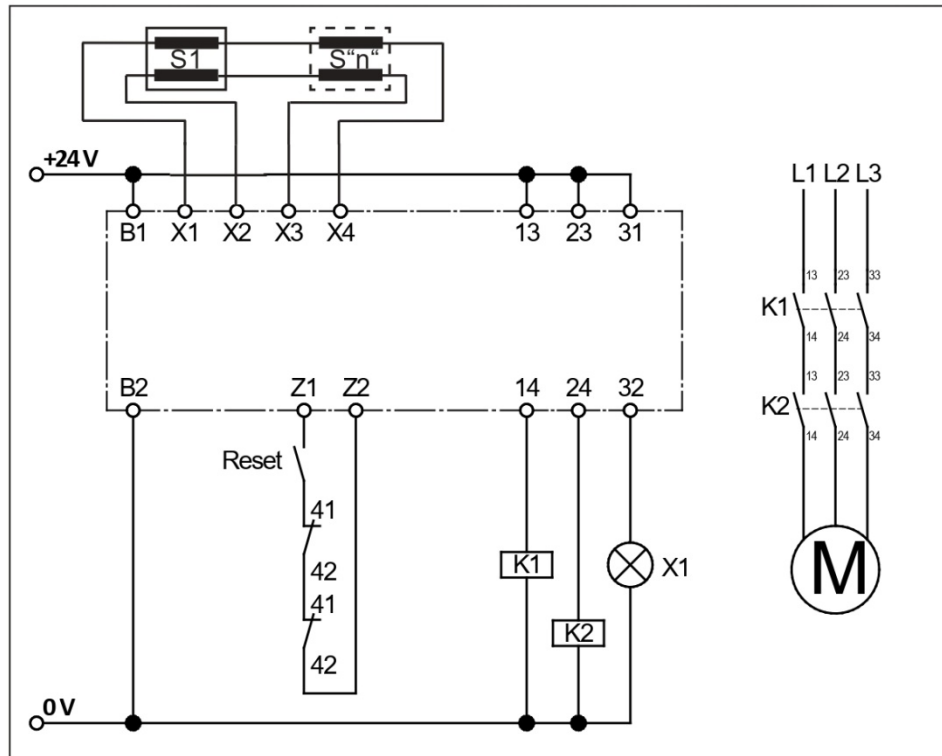 S1 S“n“
+24V
L1 L2 L3
B1 X1 X2 X3 X4 13 23 31
13 23 33
K1
14 24 34
13 23 33
B2 Z1 Z2 14 24 32
K2
14 24 34
Reset
41
42
41
42
K1
X1
K2
M
0V